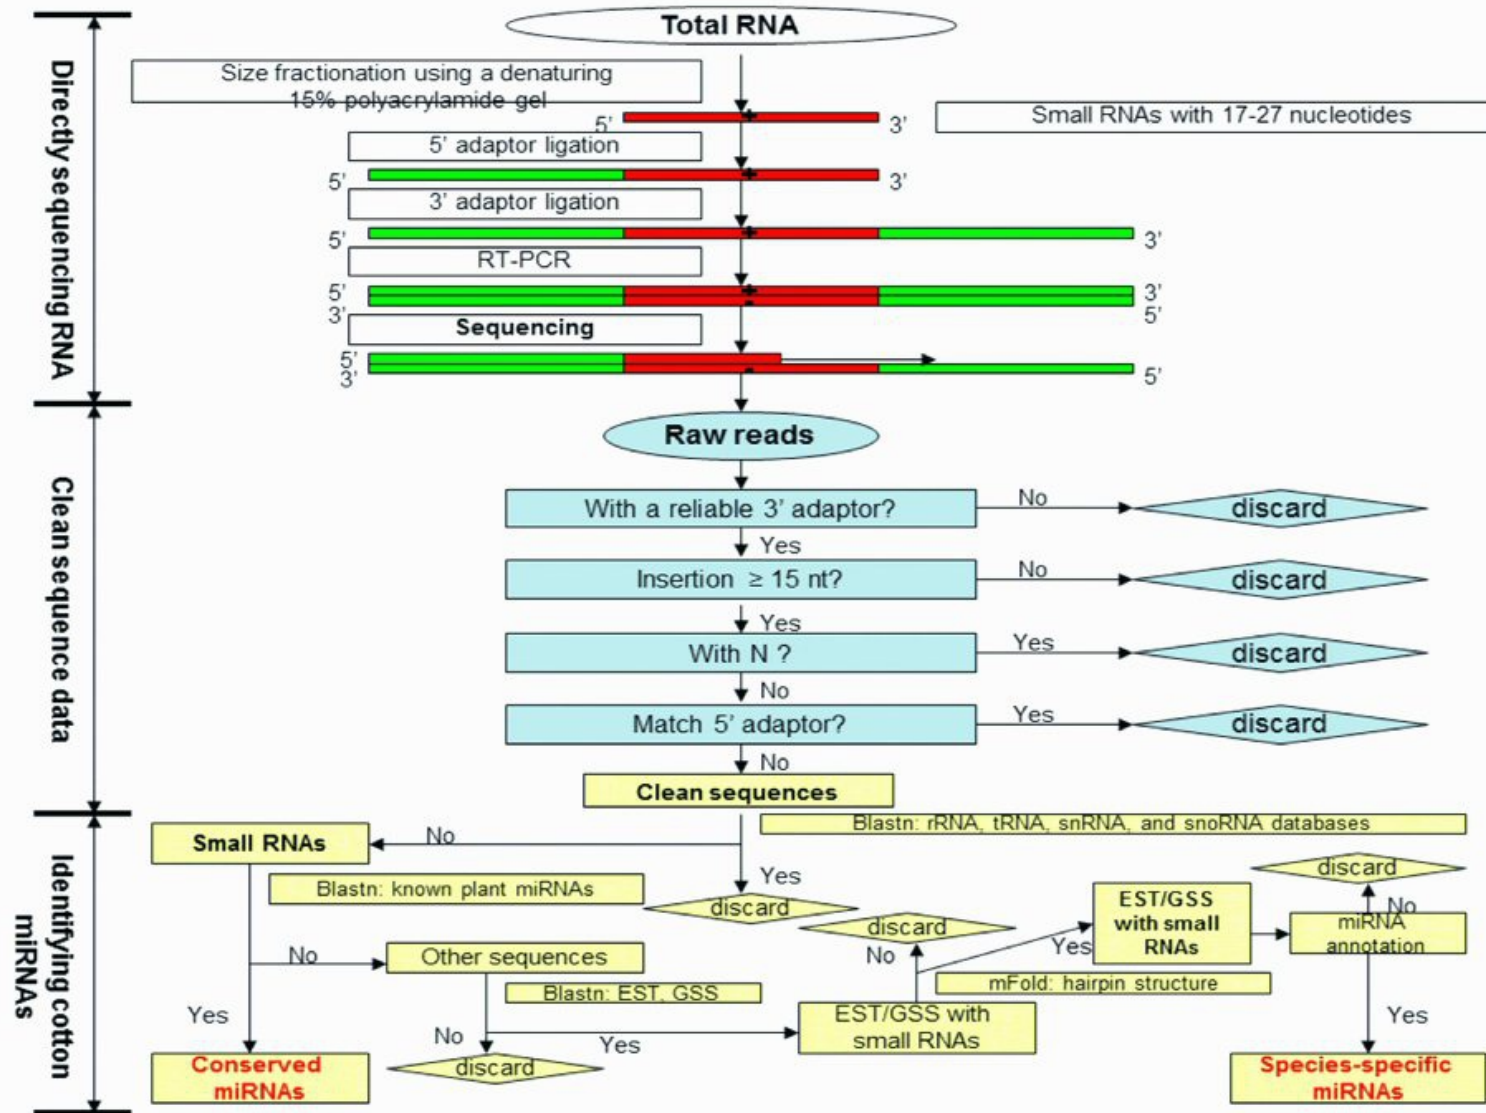 Total RNA
Directly sequencing RNA
Size fractionation using a denaturing
15% polyacrylamide gel
5' + 3'
Small RNAs with 17-27 nucleotides
5' adaptor ligation
5' + 3'
3' adaptor ligation
5' + 3'
RT-PCR
5' + 3'
3' - 5'
Sequencing
5'
3' - 5'
Clean sequence data
Raw reads
With a reliable 3' adaptor?
No
discard
Yes
Insertion ≥ 15 nt?
No
discard
Yes
With N ?
Yes
discard
No
Match 5' adaptor?
Yes
discard
No
Clean sequences
Identifying cotton
miRNAs
Blastn: rRNA, tRNA, snRNA, and snoRNA databases
No
Small RNAs
Yes
discard
Blastn: known plant miRNAs
No
Other sequences
Yes
Conserved
miRNAs
Blastn: EST, GSS
No
discard
Yes
EST/GSS with
small RNAs
No
discard
mFold: hairpin structure
Yes
EST/GSS
with small
RNAs
miRNA
annotation
No
discard
Yes
Species-specific
miRNAs